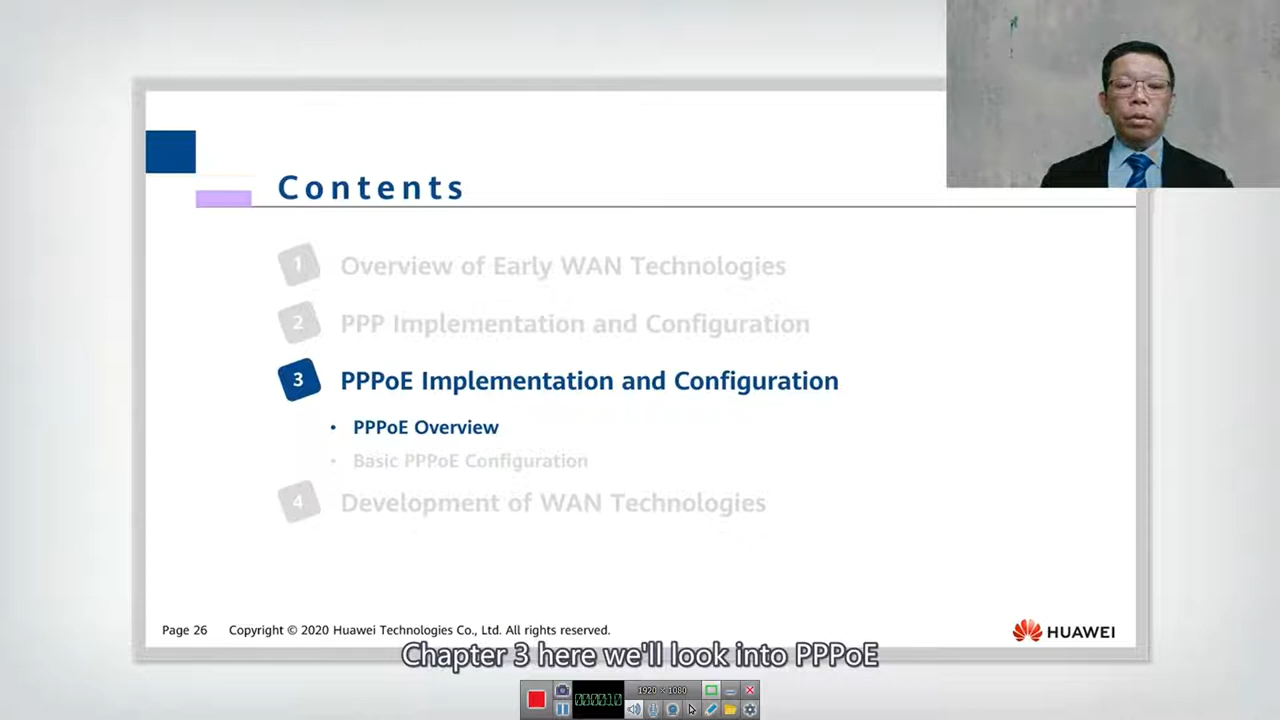 Contents
1 Overview of Early WAN Technologies
2 PPP Implementation and Configuration
3 PPPoE Implementation and Configuration
• PPPoE Overview
• Basic PPPoE Configuration
4 Development of WAN Technologies
Page 26 Copyright © 2020 Huawei Technologies Co., Ltd. All rights reserved.
HUAWEI
Chapter 3 here we'll look into PPPoE
1920 × 1080